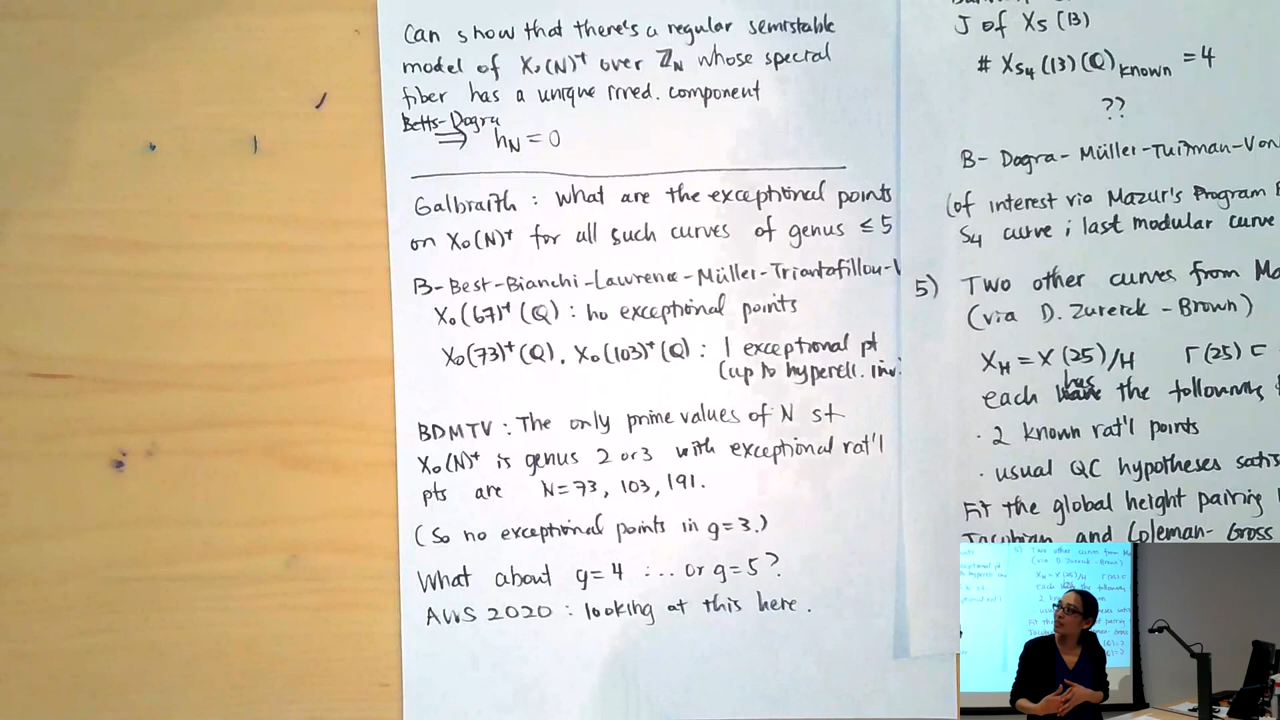 Can show that there's a regular semistable
model of X₀(N)⁺ over ℤ_N whose special
fiber has a unique irred. component
Betts-Dogra
⟹ h_N = 0
Galbraith : What are the exceptional points
on X₀(N)⁺ for all such curves of genus ≤ 5
B-Best-Bianchi-Lawrence-Müller-Triantafillou-V
X₀(67)⁺(ℚ) : no exceptional points
X₀(73)⁺(ℚ), X₀(103)⁺(ℚ) : 1 exceptional pt
(up to hyperell. inv.
BDMTV : The only prime values of N st
X₀(N)⁺ is genus 2 or 3 with exceptional rat'l
pts are N = 73, 103, 191.
(So no exceptional points in g=3.)
What about g=4 ... or g=5?
AWS 2020 : looking at this here.
J of X_S(13)
# X_{S₄}(13)(ℚ)_known = 4
??
B- Dogra- Müller-Tuitman-Von
(of interest via Mazur's Program
S₄ curve ; last modular curve
5) Two other curves from
(via D. Zureick-Brown)
X_H = X(25)/H Γ(25) ⊂
each has the following
· 2 known rat'l points
· usual QC hypotheses satis
Fit the global height pairing
Jacobian and Coleman-Gross